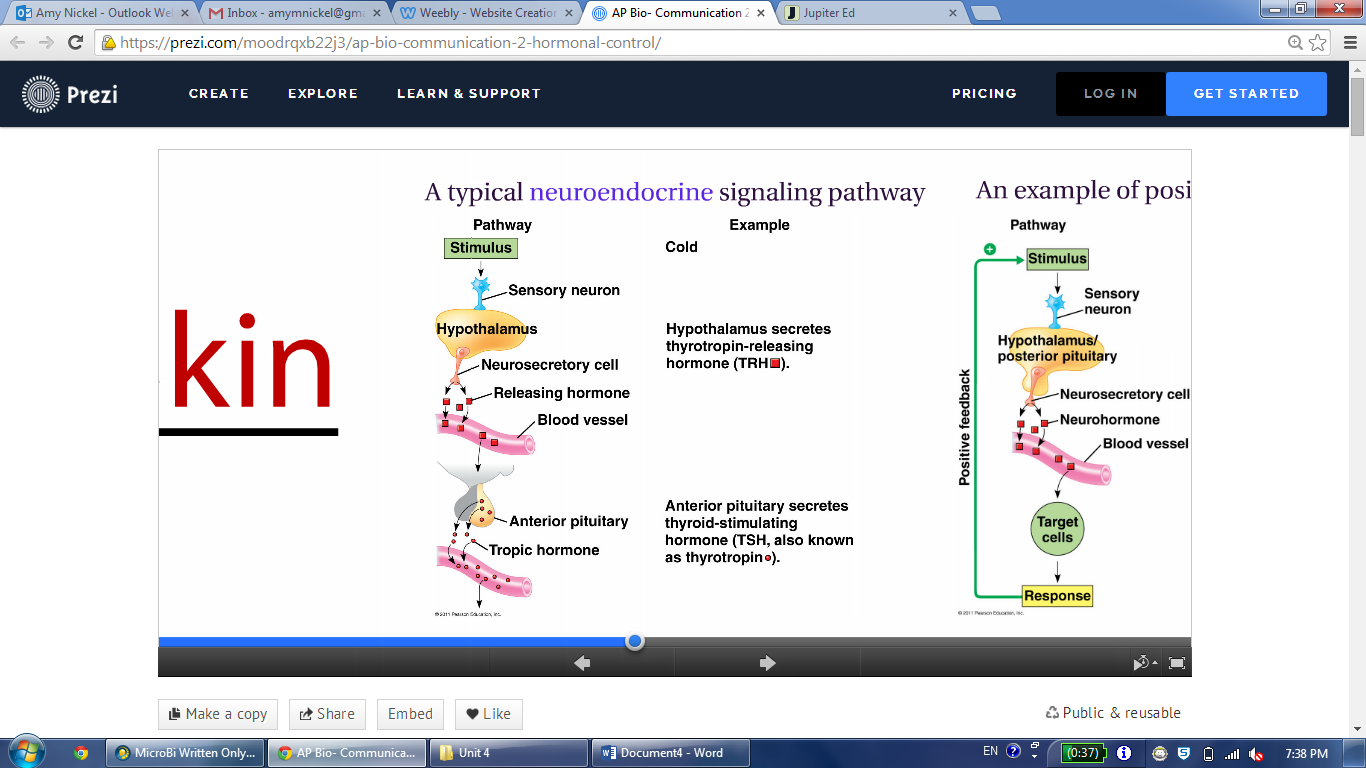 Amy Nickel - Outlook We
Inbox - amymnickel@gma
Weebly - Website Creation
AP Bio- Communication 2
Jupiter Ed
https://prezi.com/moodrqxb22j3/ap-bio-communication-2-hormonal-control/
Prezi
CREATE
EXPLORE
LEARN & SUPPORT
PRICING
LOG IN
GET STARTED
kin
A typical neuroendocrine signaling pathway
Pathway
Example
Stimulus
Cold
Sensory neuron
Hypothalamus
Hypothalamus secretes
thyrotropin-releasing
hormone (TRH).
Neurosecretory cell
Releasing hormone
Blood vessel
Anterior pituitary
Anterior pituitary secretes
thyroid-stimulating
hormone (TSH, also known
as thyrotropin).
Tropic hormone
© 2011 Pearson Education, Inc.
An example of posi
Pathway
+
Stimulus
Sensory
neuron
Hypothalamus/
posterior pituitary
Neurosecretory cell
Neurohormone
Blood vessel
Positive feedback
Target
cells
Response
© 2011 Pearson Education, Inc.
Make a copy
Share
Embed
Like
Public & reusable
MicroBi Written Only...
AP Bio- Communica...
Unit 4
Document4 - Word
EN
(0:37)
7:38 PM